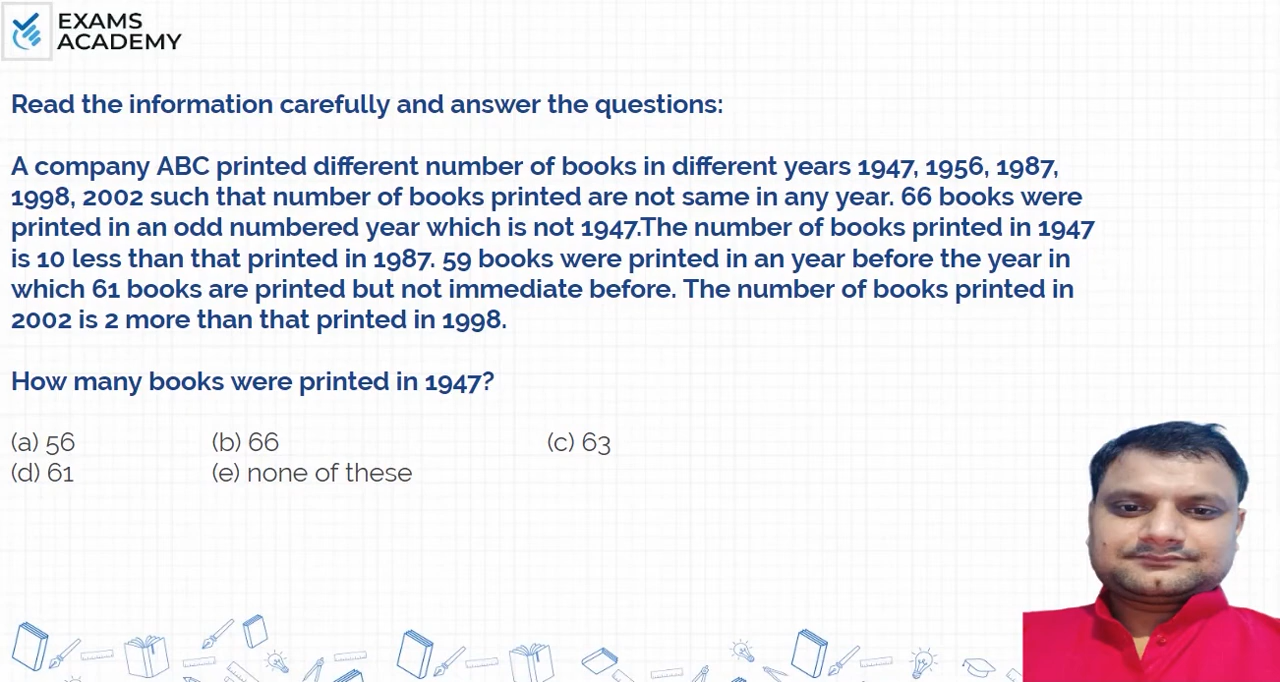 EXAMS
ACADEMY
Read the information carefully and answer the questions:
A company ABC printed different number of books in different years 1947, 1956, 1987,
1998, 2002 such that number of books printed are not same in any year. 66 books were
printed in an odd numbered year which is not 1947.The number of books printed in 1947
is 10 less than that printed in 1987. 59 books were printed in an year before the year in
which 61 books are printed but not immediate before. The number of books printed in
2002 is 2 more than that printed in 1998.
How many books were printed in 1947?
(a) 56 (b) 66 (c) 63
(d) 61 (e) none of these